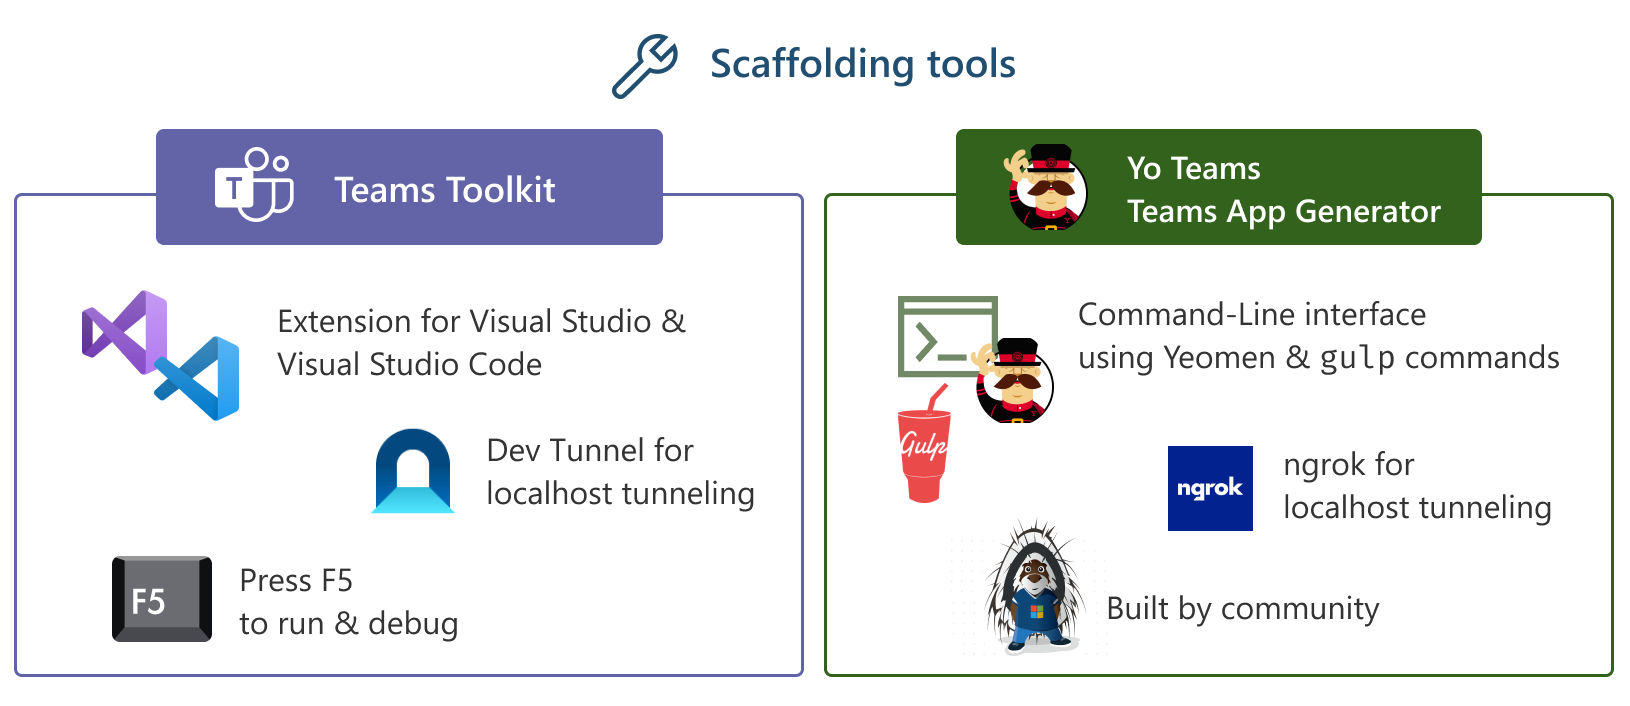 Scaffolding tools
T
Teams Toolkit
Extension for Visual Studio &
Visual Studio Code
Dev Tunnel for
localhost tunneling
F5
Press F5
to run & debug
Yo Teams
Teams App Generator
Command-Line interface
using Yeomen & gulp commands
Gulp
ngrok
ngrok for
localhost tunneling
Built by community